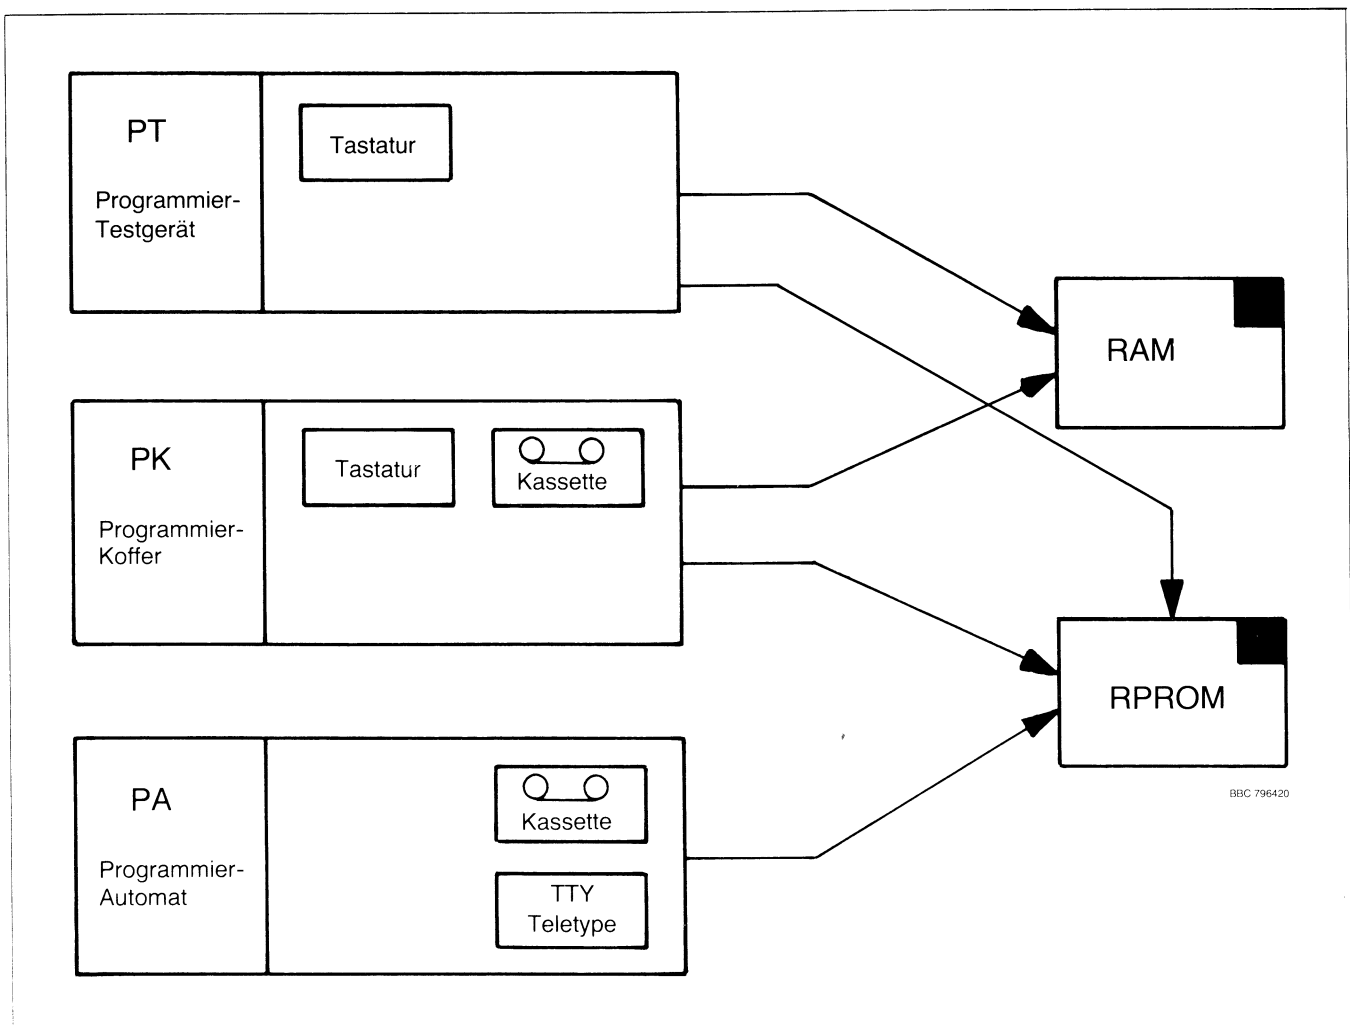 PT
Programmier-
Testgerät
Tastatur
RAM
PK
Programmier-
Koffer
Tastatur
Kassette
RPROM
BBC 796420
PA
Programmier-
Automat
Kassette
TTY
Teletype